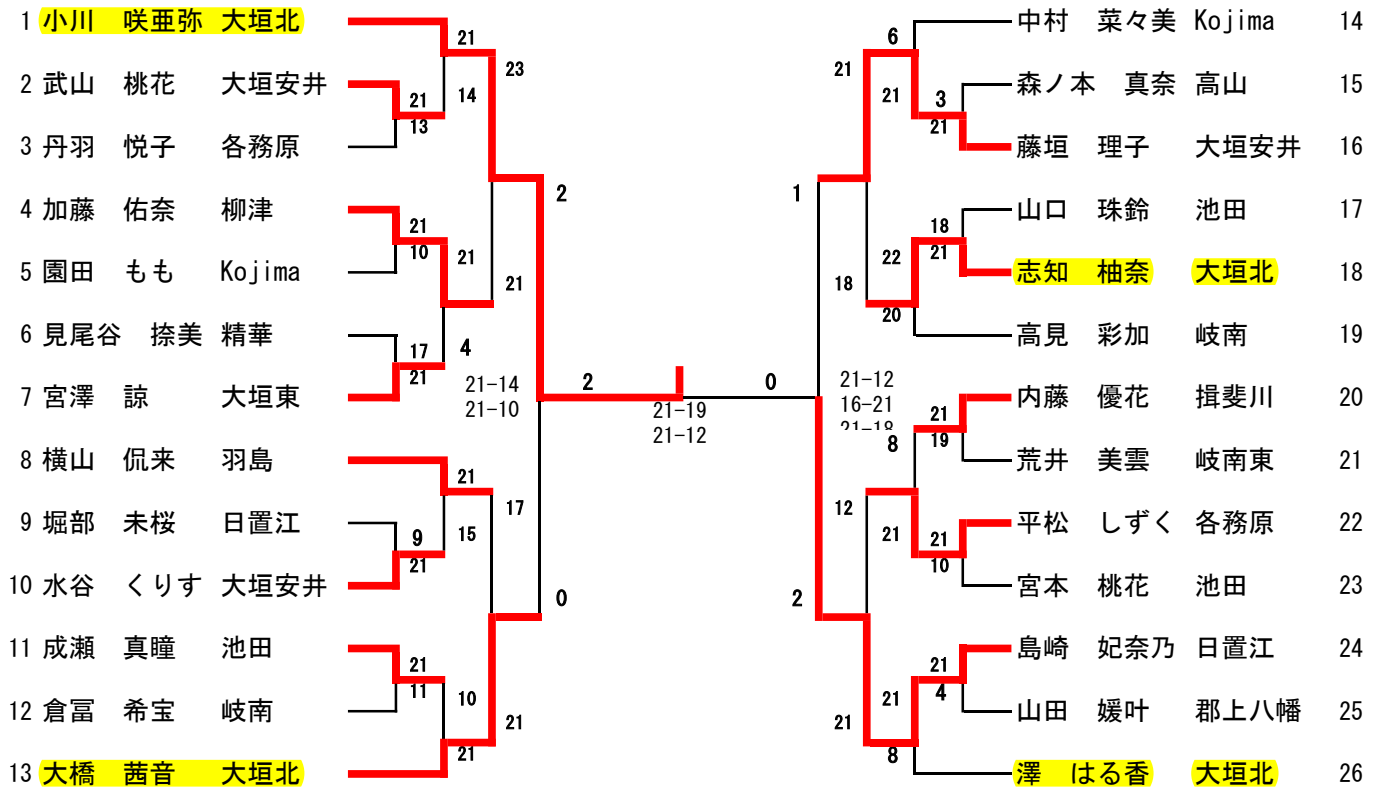 1 小川 咲亜弥 大垣北
21
23
2 武山 桃花 大垣安井
21
14
13
3 丹羽 悦子 各務原
2
4 加藤 佑奈 柳津
21
10
21
21
5 園田 もも Kojima
6 見尾谷 捺美 精華
17
4
21
7 宮澤 諒 大垣東
21-14
21-10
2
21-19
21-12
0
8 横山 侃来 羽島
21
17
9 堀部 未桜 日置江
9
15
21
10 水谷 くりす 大垣安井
0
11 成瀬 真瞳 池田
21
11
10
12 倉冨 希宝 岐南
21
21
13 大橋 茜音 大垣北
中村 菜々美 Kojima 14
6
21
21
森ノ本 真奈 高山 15
3
21
藤垣 理子 大垣安井 16
1
山口 珠鈴 池田 17
18
21
22
18
志知 柚奈 大垣北 18
20
高見 彩加 岐南 19
21-12
16-21
21-18
内藤 優花 揖斐川 20
21
8
19
荒井 美雲 岐南東 21
12
平松 しずく 各務原 22
21
21
10
宮本 桃花 池田 23
2
島崎 妃奈乃 日置江 24
21
4
21
21
山田 媛叶 郡上八幡 25
8
澤 はる香 大垣北 26